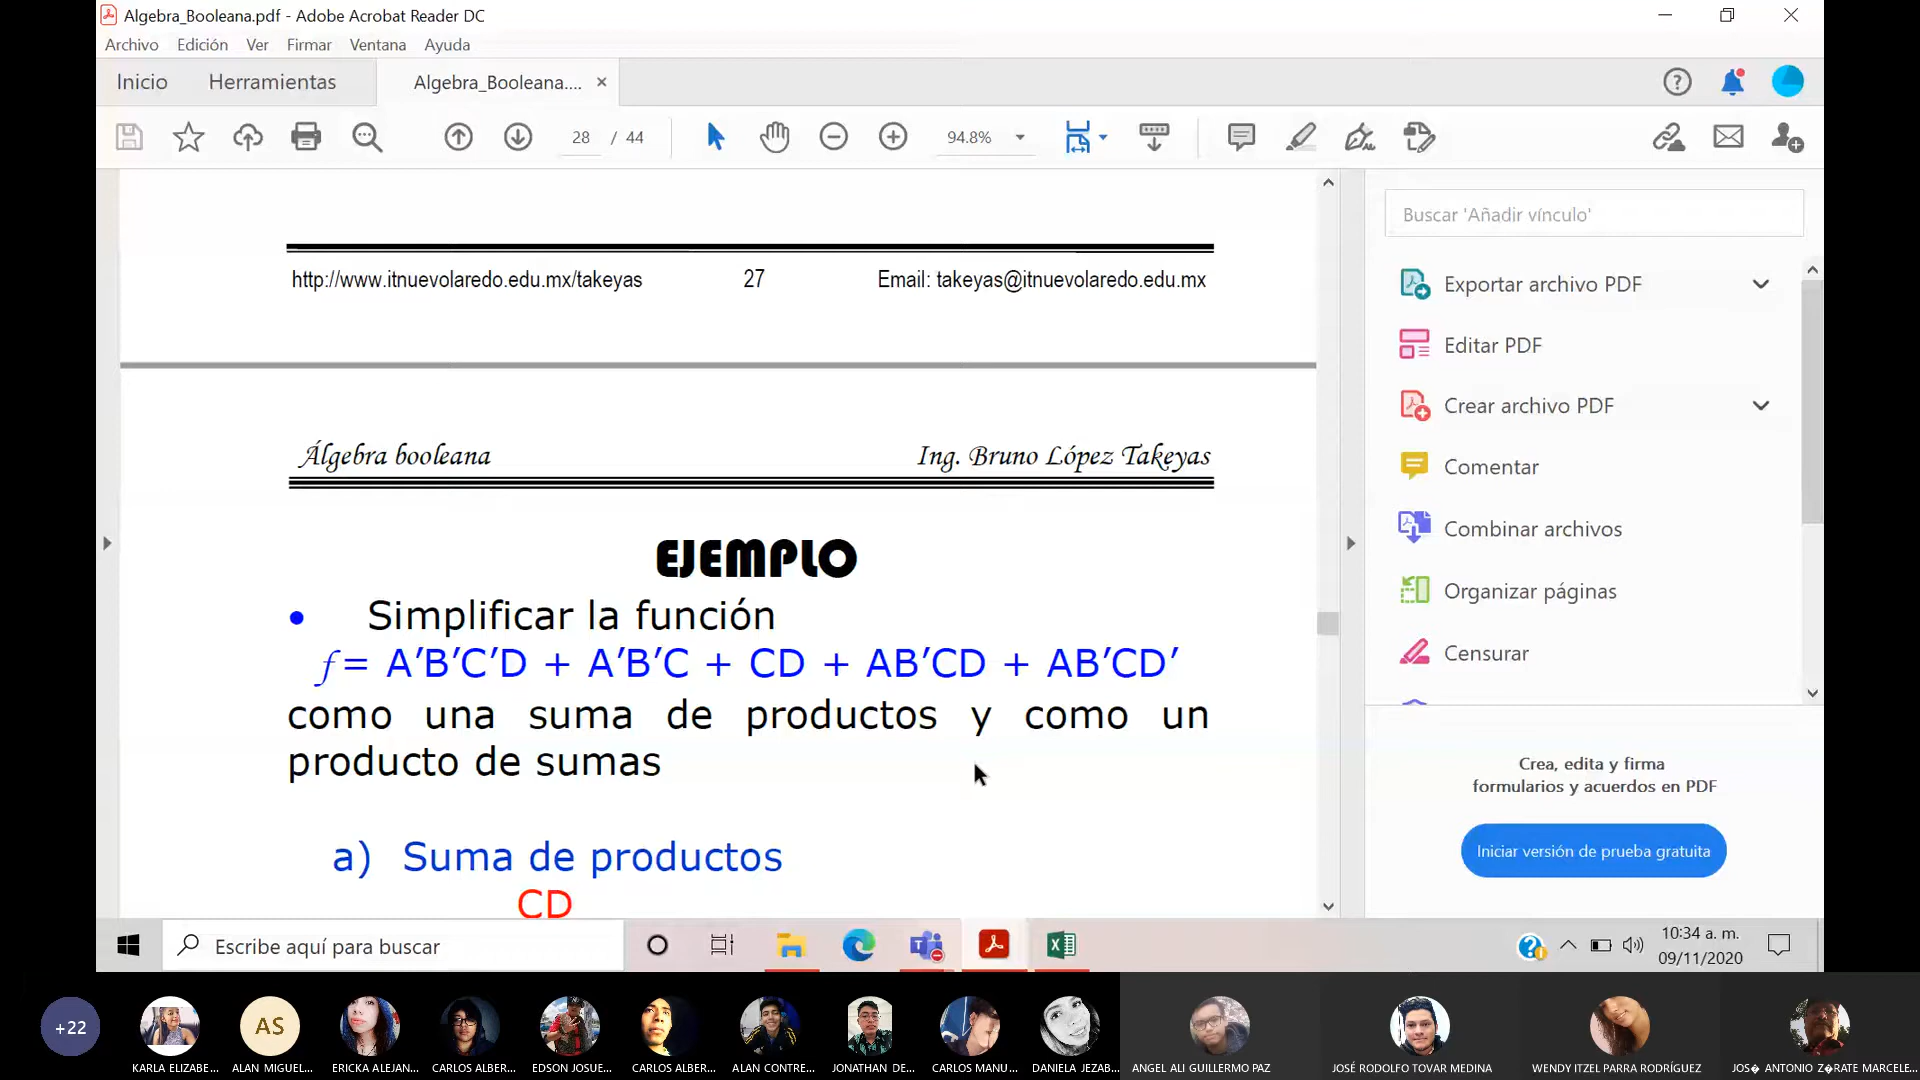 Algebra_Booleana.pdf - Adobe Acrobat Reader DC
Archivo Edición Ver Firmar Ventana Ayuda
Inicio Herramientas Algebra_Booleana....
28 / 44 94.8%
Buscar 'Añadir vínculo'
http://www.itnuevolaredo.edu.mx/takeyas 27 Email: takeyas@itnuevolaredo.edu.mx
Exportar archivo PDF
Editar PDF
Crear archivo PDF
Comentar
Combinar archivos
Organizar páginas
Censurar
Álgebra booleana Ing. Bruno López Takeyas
EJEMPLO
• Simplificar la función
f = A’B’C’D + A’B’C + CD + AB’CD + AB’CD’
como una suma de productos y como un
producto de sumas
a) Suma de productos
CD
Crea, edita y firma
formularios y acuerdos en PDF
Iniciar versión de prueba gratuita
Escribe aquí para buscar
10:34 a. m.
09/11/2020
+22
AS
KARLA ELIZABE... ALAN MIGUEL... ERICKA ALEJAN... CARLOS ALBER... EDSON JOSUE... CARLOS ALBER... ALAN CONTRE... JONATHAN DE... CARLOS MANU... DANIELA JEZAB... ANGEL ALI GUILLERMO PAZ JOSÉ RODOLFO TOVAR MEDINA WENDY ITZEL PARRA RODRÍGUEZ JOS� ANTONIO Z�RATE MARCELE...